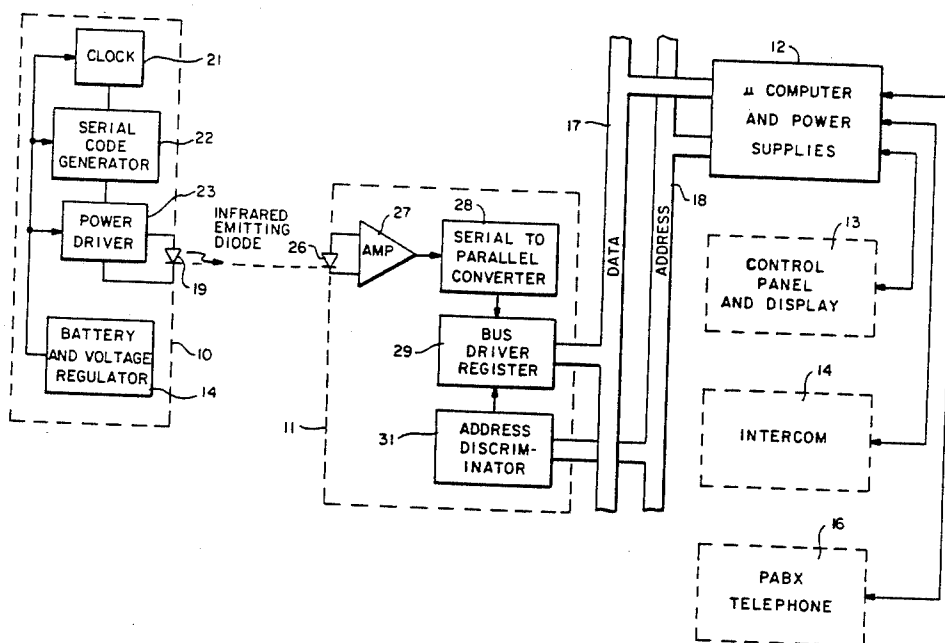 CLOCK
21
SERIAL
CODE
GENERATOR
22
23
POWER
DRIVER
19
BATTERY
AND VOLTAGE
REGULATOR
14
10
INFRARED
EMITTING
DIODE
26
27
AMP
28
SERIAL TO
PARALLEL
CONVERTER
29
BUS
DRIVER
REGISTER
11
31
ADDRESS
DISCRIM-
INATOR
17
DATA
ADDRESS
18
12
μ COMPUTER
AND POWER
SUPPLIES
13
CONTROL
PANEL
AND DISPLAY
14
INTERCOM
16
PABX
TELEPHONE